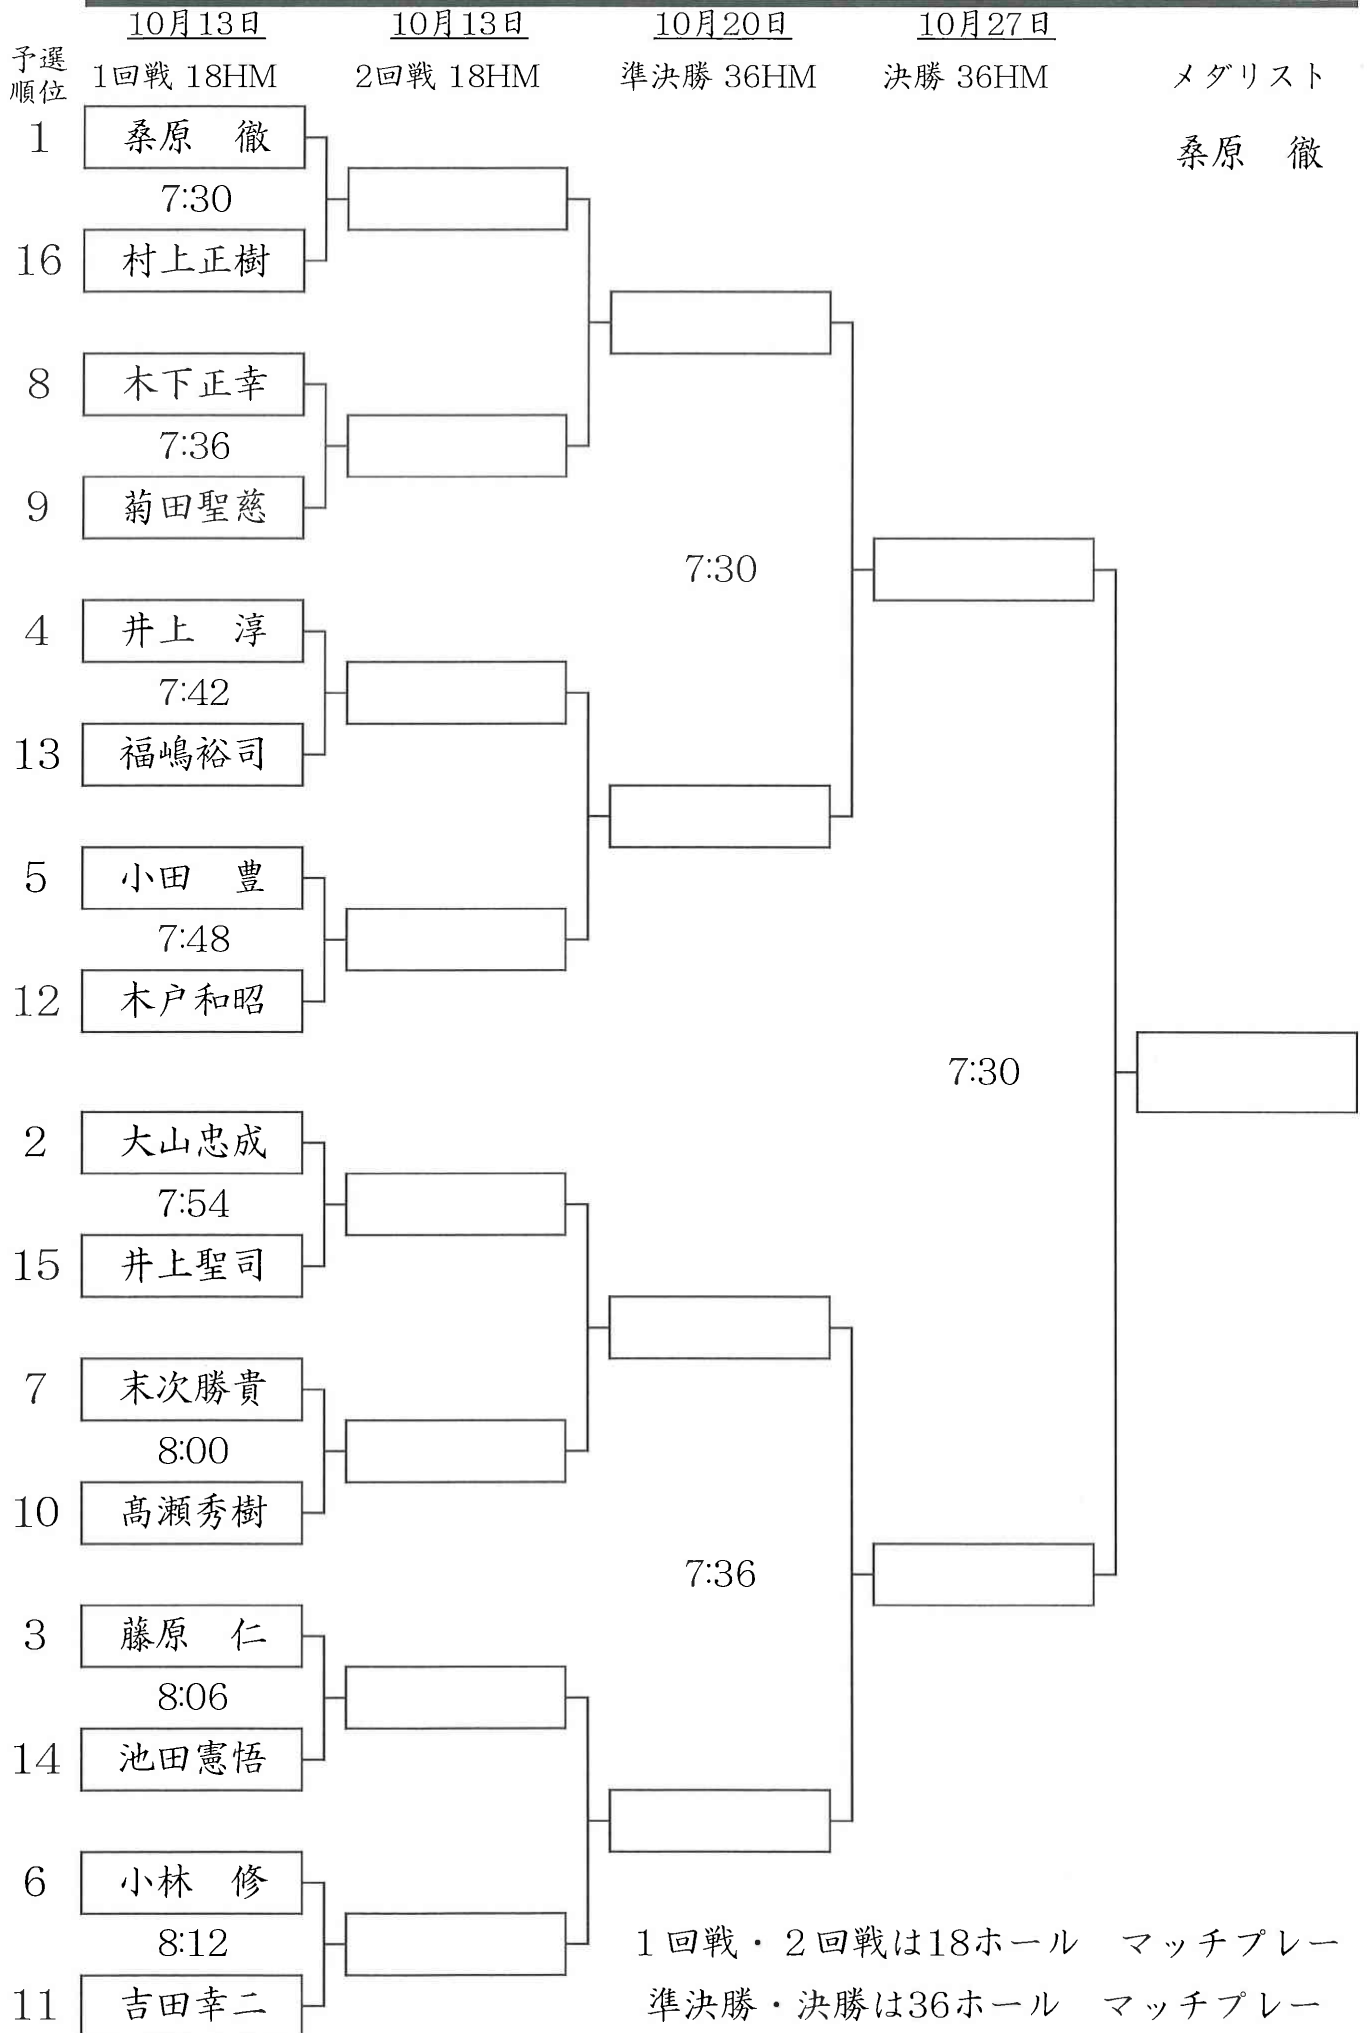 10月13日 10月13日 10月20日 10月27日
予選
順位
1回戦 18HM 2回戦 18HM 準決勝 36HM 決勝 36HM メダリスト
1 桑原　徹
桑原　徹
7:30
16 村上正樹
8 木下正幸
7:36
9 菊田聖慈
7:30
4 井上　淳
7:42
13 福嶋裕司
5 小田　豊
7:48
12 木戸和昭
7:30
2 大山忠成
7:54
15 井上聖司
7 末次勝貴
8:00
10 髙瀬秀樹
7:36
3 藤原　仁
8:06
14 池田憲悟
6 小林　修
8:12
1回戦・2回戦は18ホール　マッチプレー
11 吉田幸二
準決勝・決勝は36ホール　マッチプレー